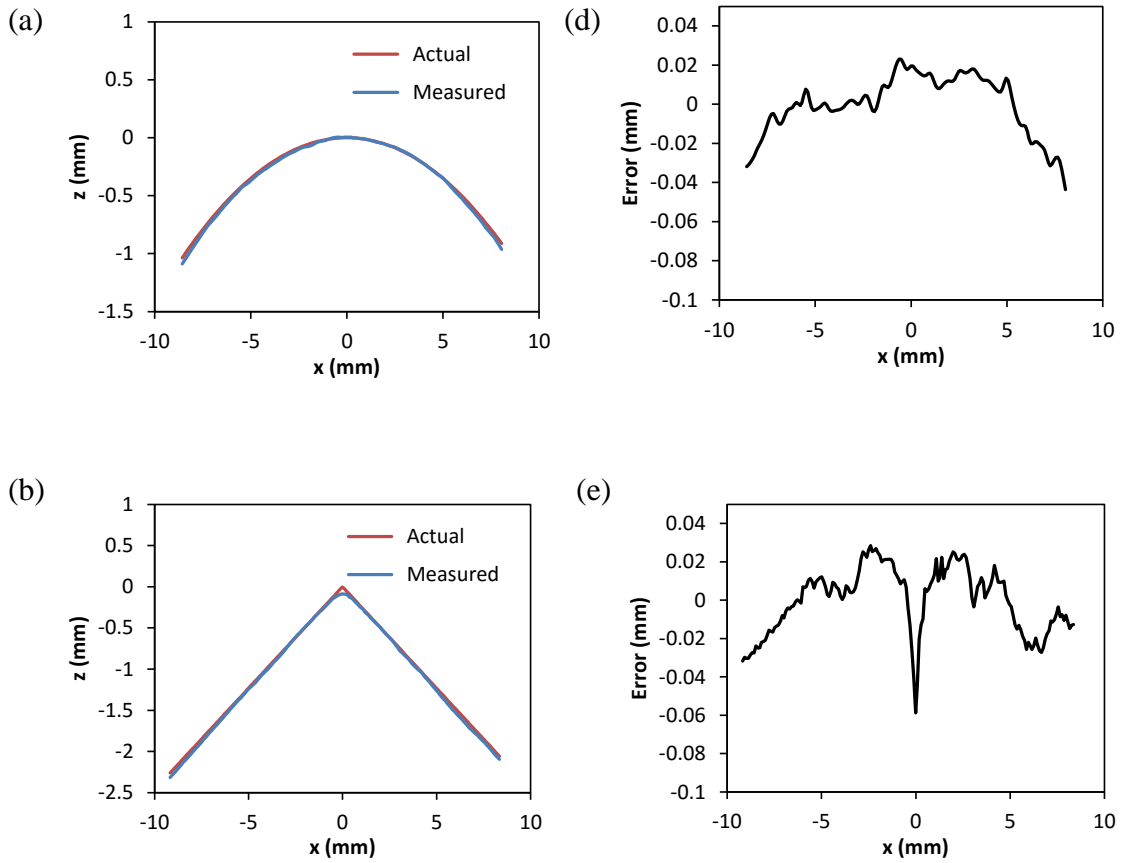 (a)
1
0.5
0
-0.5
-1
-1.5
z (mm)
Actual
Measured
-10 -5 0 5 10
x (mm)
(d)
0.04
0.02
0
-0.02
-0.04
-0.06
-0.08
-0.1
Error (mm)
-10 -5 0 5 10
x (mm)
(b)
1
0.5
0
-0.5
-1
-1.5
-2
-2.5
z (mm)
Actual
Measured
-10 -5 0 5 10
x (mm)
(e)
0.04
0.02
0
-0.02
-0.04
-0.06
-0.08
-0.1
Error (mm)
-10 -5 0 5 10
x (mm)